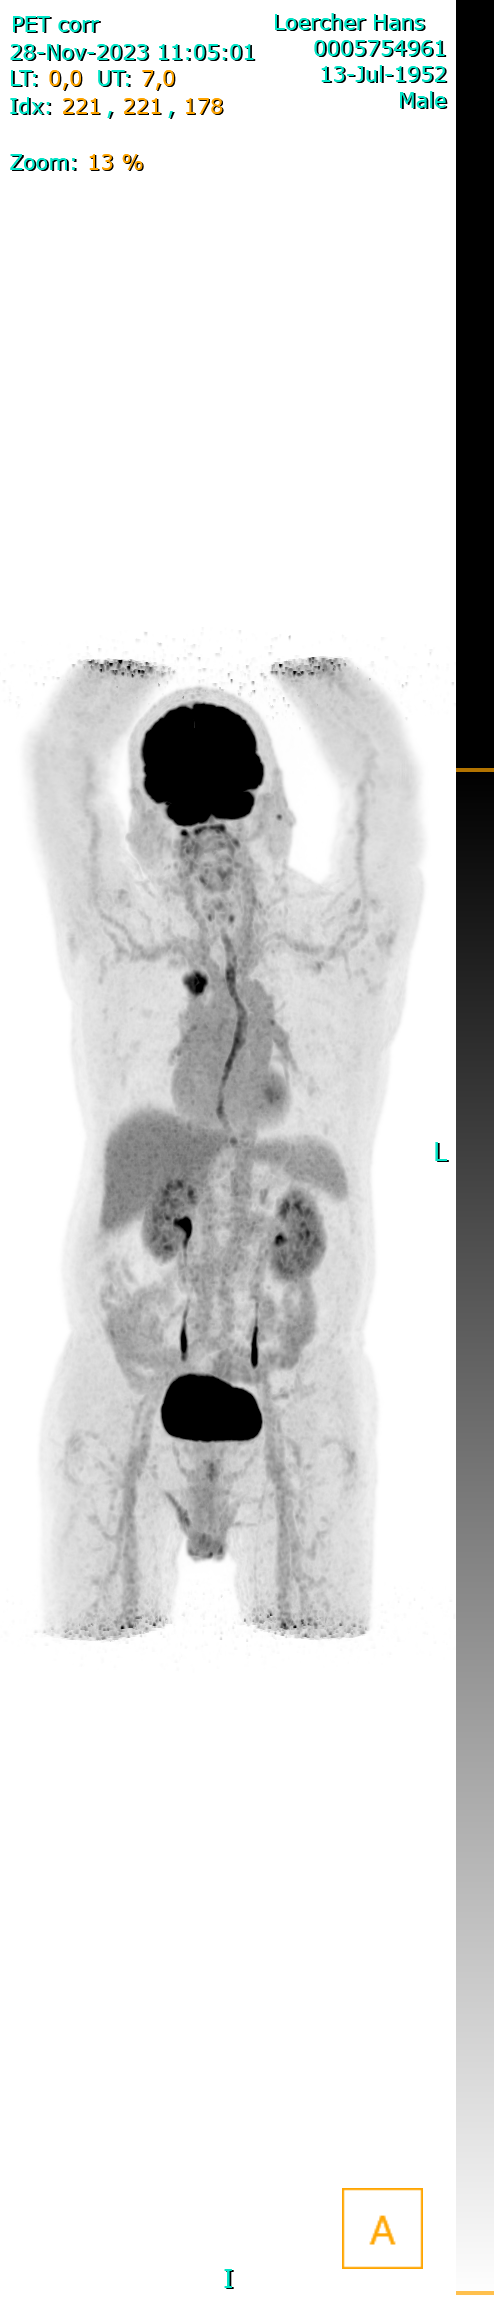 PET corr
28-Nov-2023 11:05:01
LT: 0,0 UT: 7,0
Idx: 221 , 221 , 178
Zoom: 13 %
Loercher Hans
0005754961
13-Jul-1952
Male
L
A
I